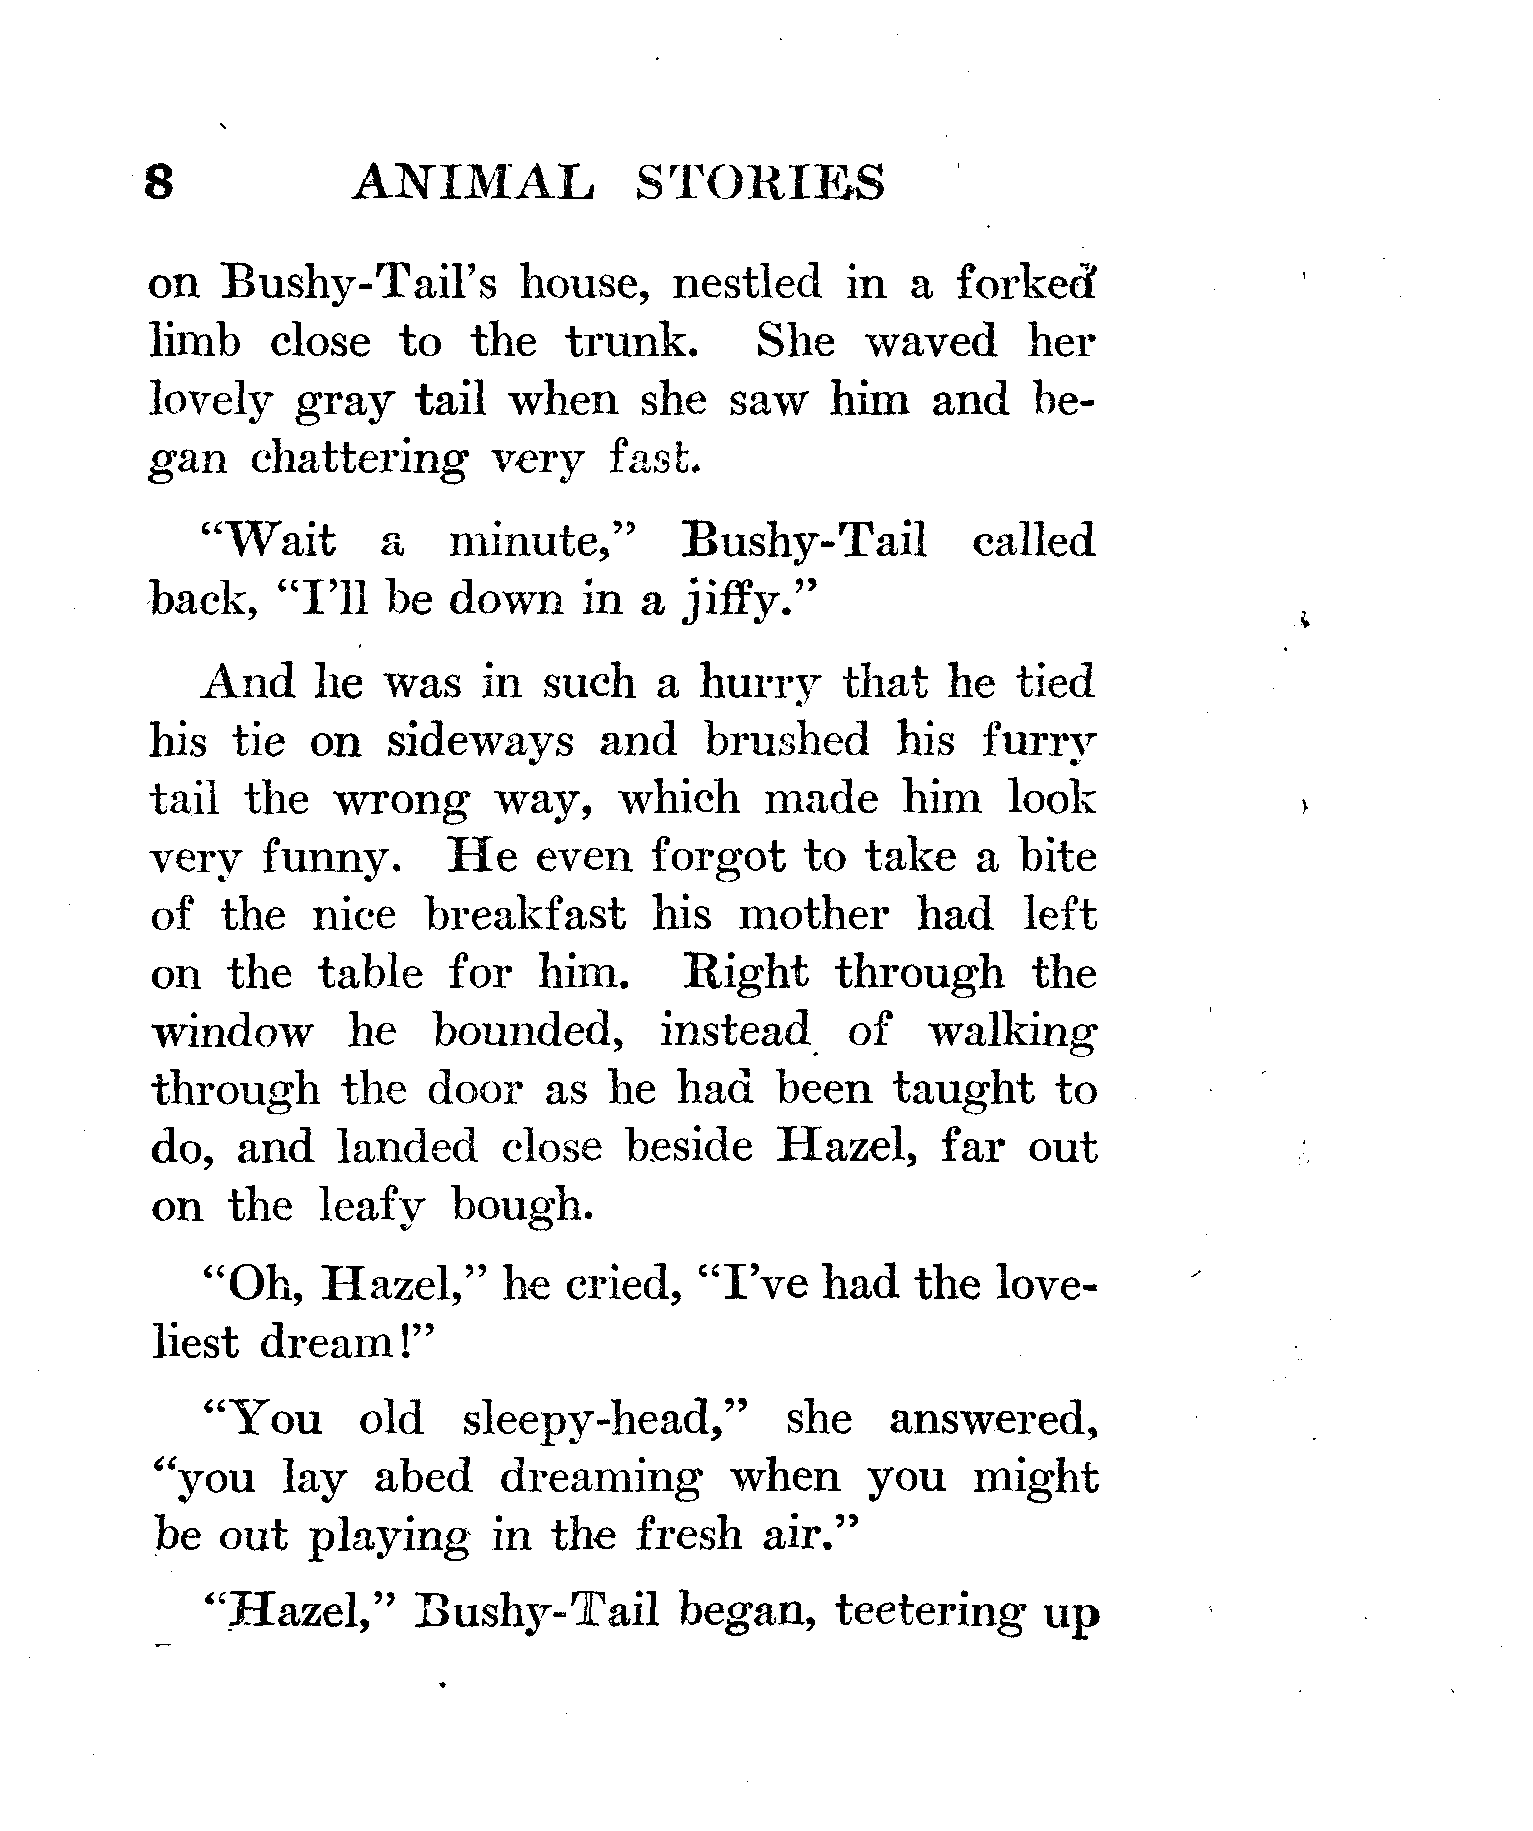 8 ANIMAL STORIES
on Bushy-Tail's house, nestled in a forked
limb close to the trunk. She waved her
lovely gray tail when she saw him and be-
gan chattering very fast.
"Wait a minute," Bushy-Tail called
back, "I'll be down in a jiffy."
And he was in such a hurry that he tied
his tie on sideways and brushed his furry
tail the wrong way, which made him look
very funny. He even forgot to take a bite
of the nice breakfast his mother had left
on the table for him. Right through the
window he bounded, instead of walking
through the door as he had been taught to
do, and landed close beside Hazel, far out
on the leafy bough.
"Oh, Hazel," he cried, "I've had the love-
liest dream!"
"You old sleepy-head," she answered,
"you lay abed dreaming when you might
be out playing in the fresh air."
"Hazel," Bushy-Tail began, teetering up